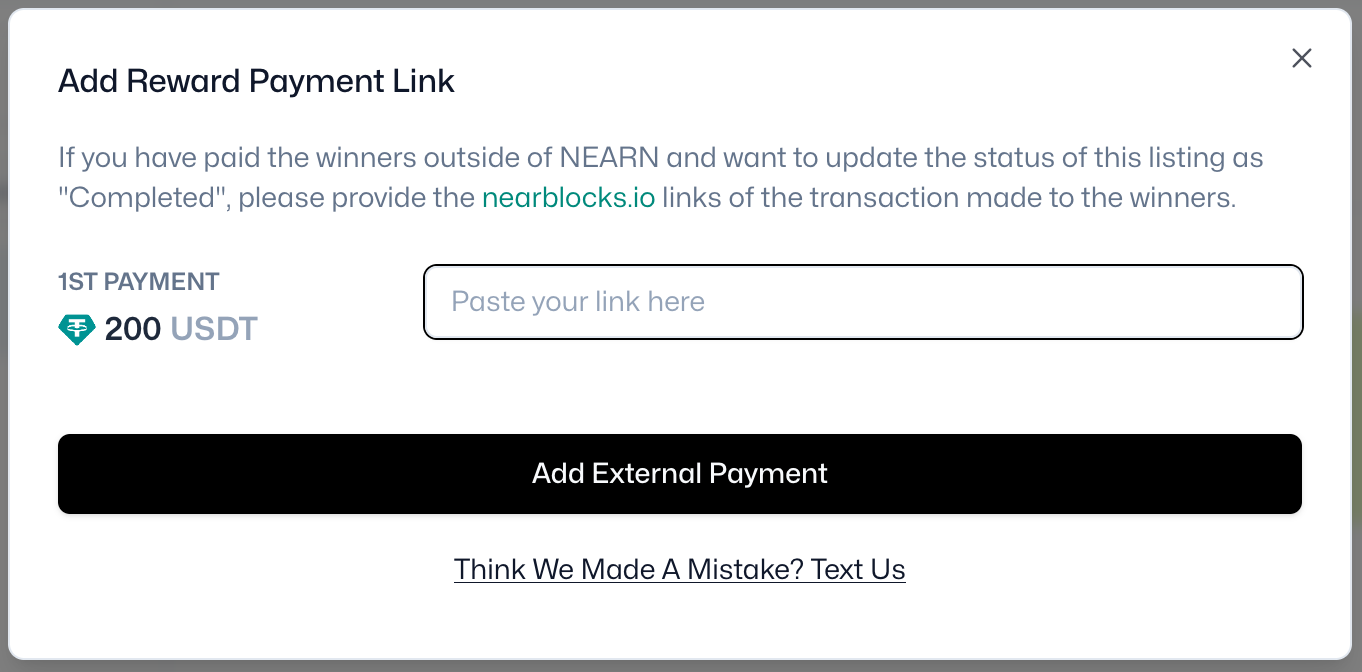 Add Reward Payment Link
If you have paid the winners outside of NEARN and want to update the status of this listing as
"Completed", please provide the nearblocks.io links of the transaction made to the winners.
1ST PAYMENT
200 USDT
Paste your link here
Add External Payment
Think We Made A Mistake? Text Us